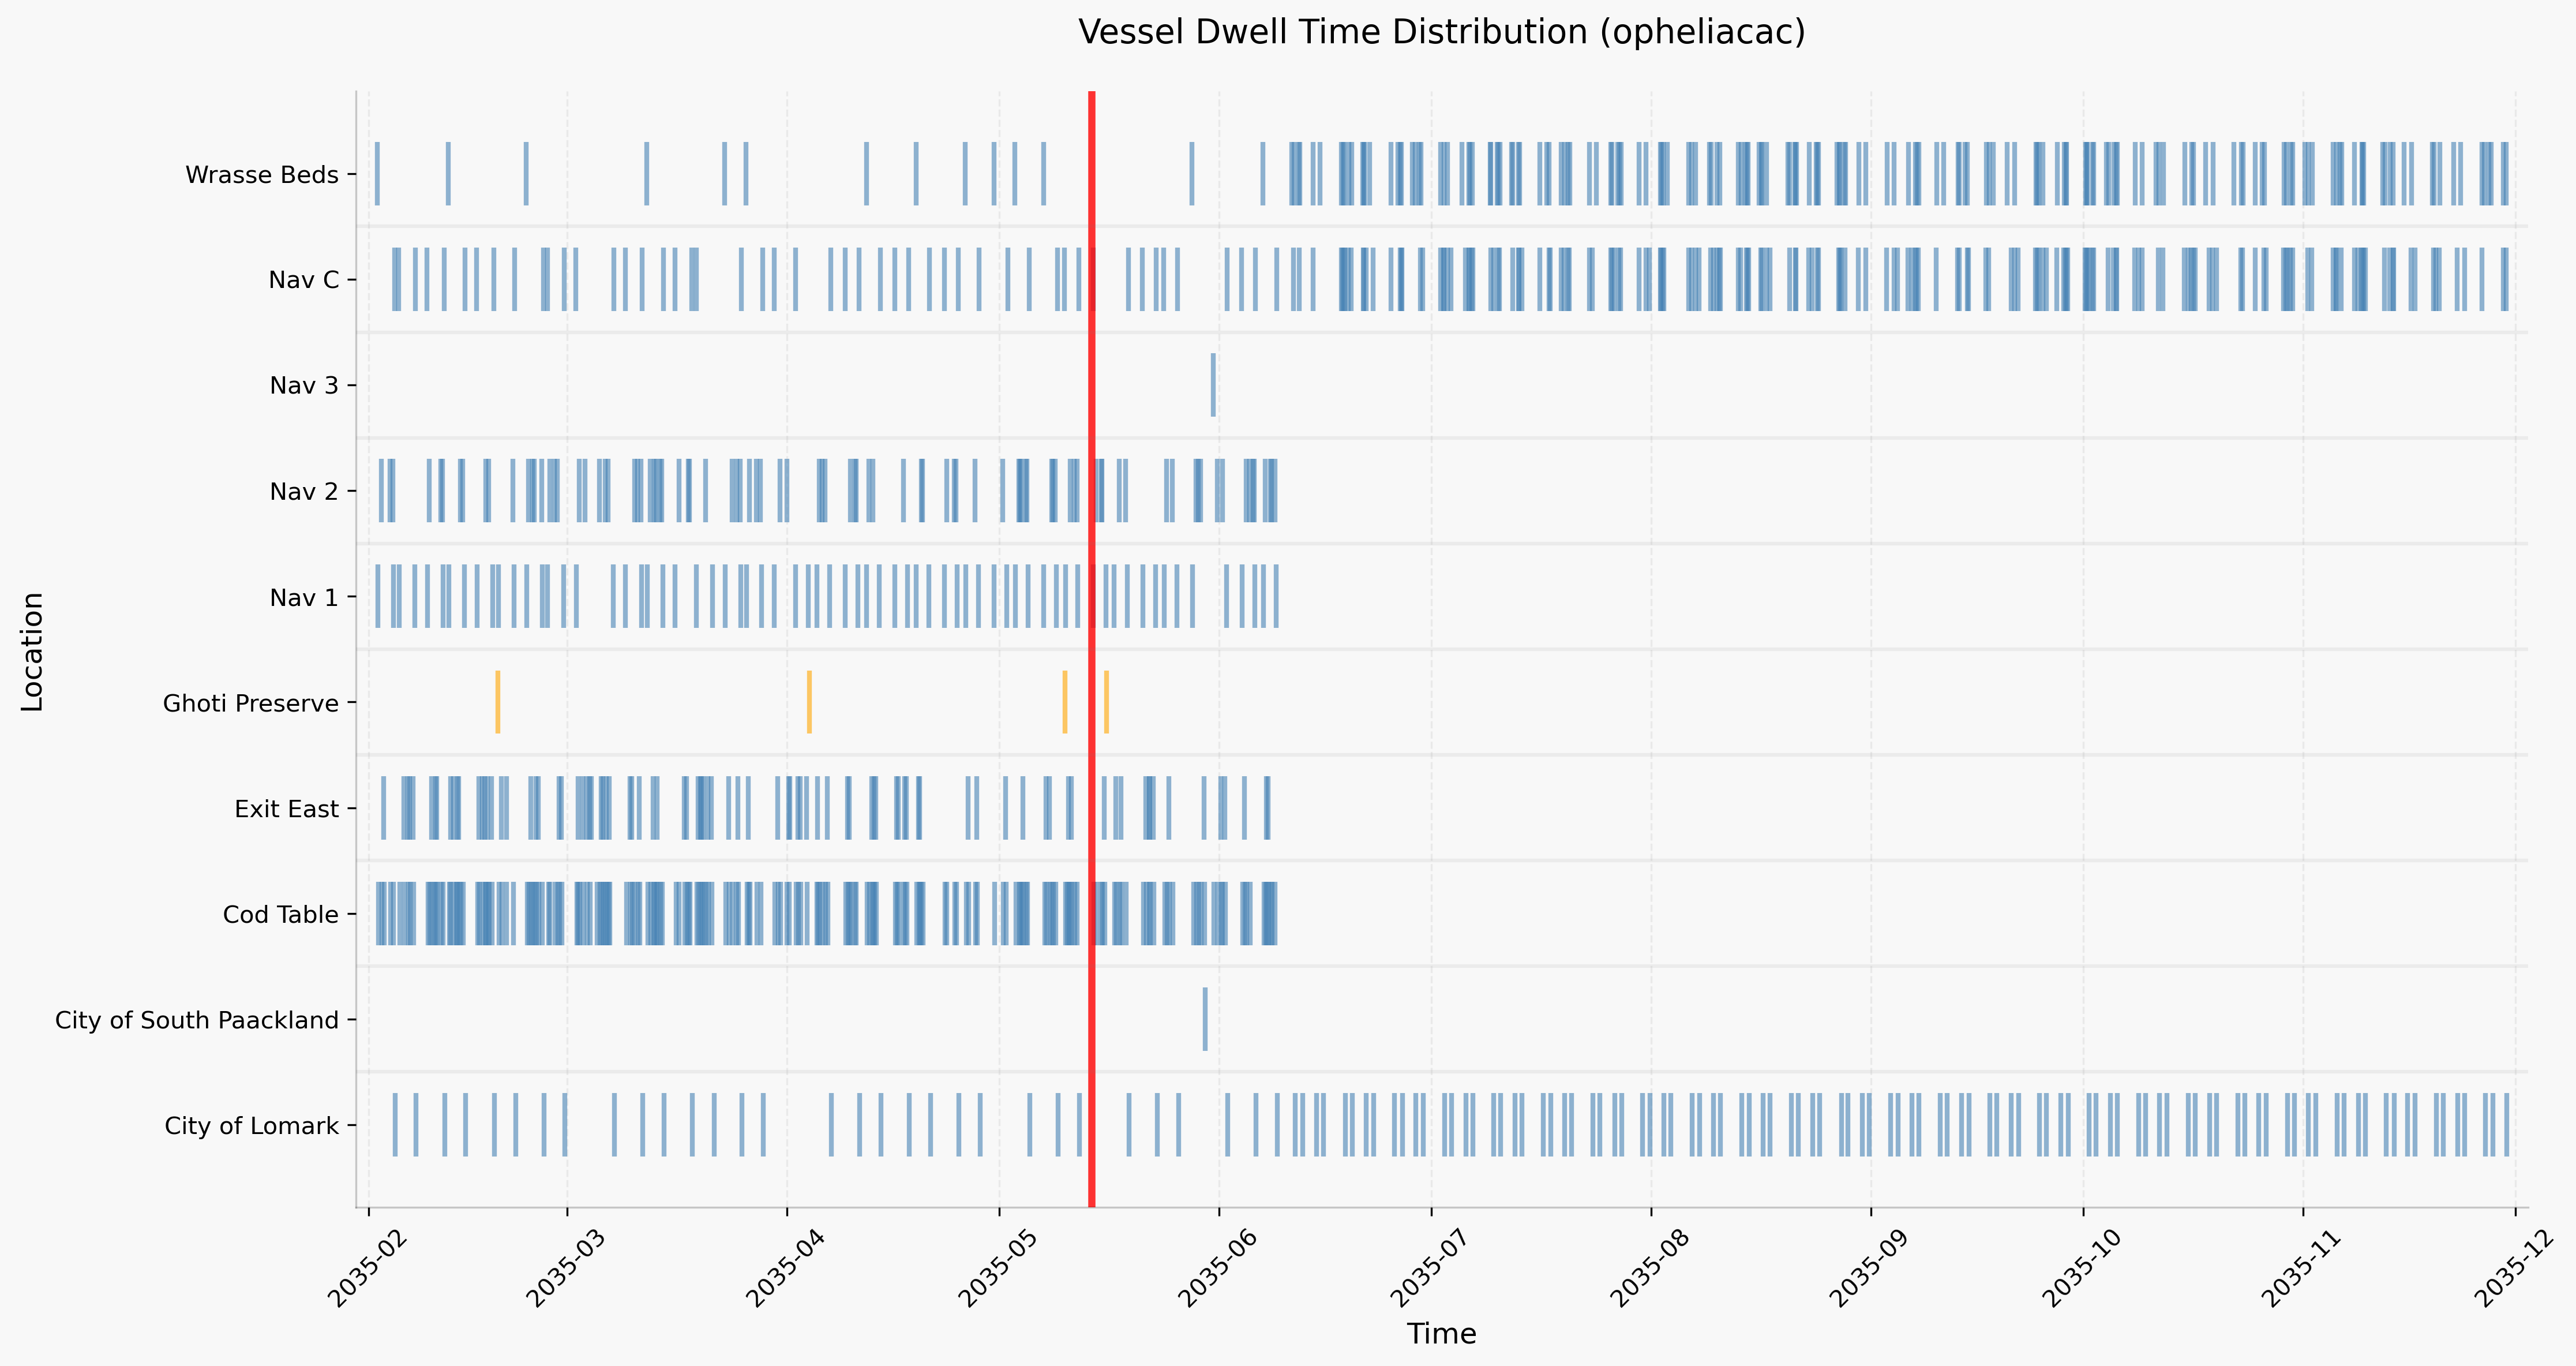 Vessel Dwell Time Distribution (opheliacac)
Location
Wrasse Beds
Nav C
Nav 3
Nav 2
Nav 1
Ghoti Preserve
Exit East
Cod Table
City of South Paackland
City of Lomark
2035-02
2035-03
2035-04
2035-05
2035-06
2035-07
2035-08
2035-09
2035-10
2035-11
2035-12
Time